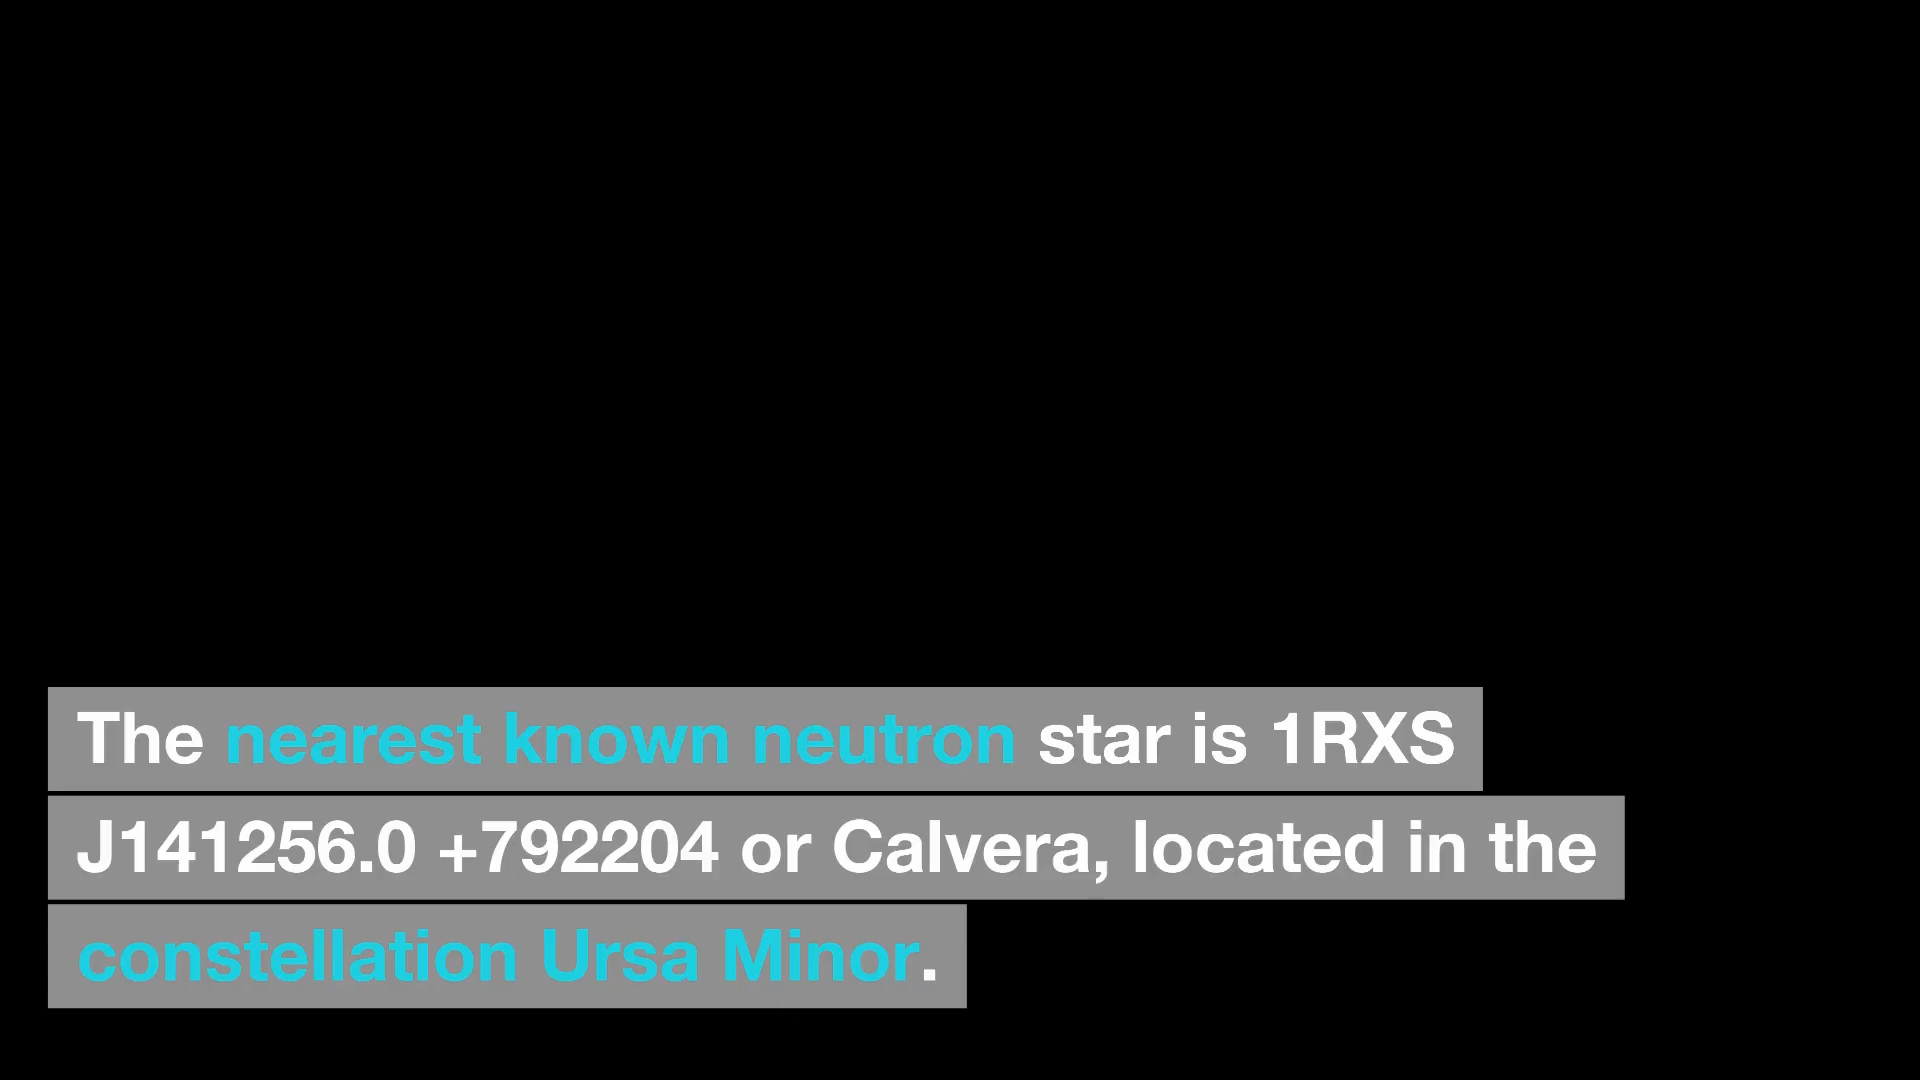 The nearest known neutron star is 1RXS
J141256.0 +792204 or Calvera, located in the
constellation Ursa Minor.